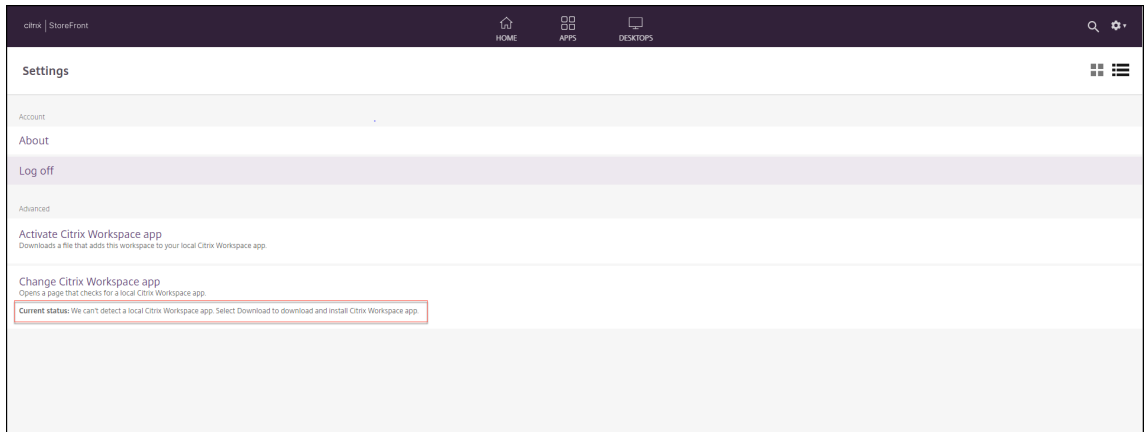 citrix | StoreFront
HOME
APPS
DESKTOPS
Settings
Account
About
Log off
Advanced
Activate Citrix Workspace app
Downloads a file that adds this workspace to your local Citrix Workspace app.
Change Citrix Workspace app
Opens a page that checks for a local Citrix Workspace app.
Current status: We can't detect a local Citrix Workspace app. Select Download to download and install Citrix Workspace app.